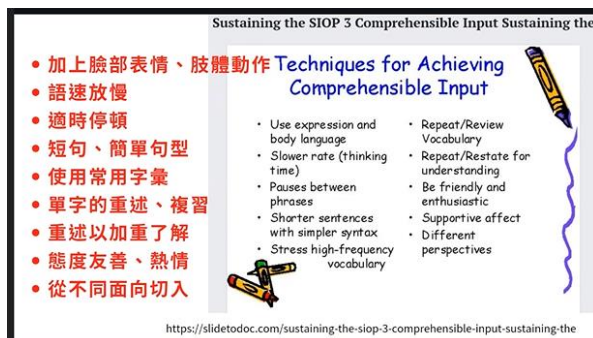 Sustaining the SIOP 3 Comprehensible Input Sustaining the
• 加上臉部表情、肢體動作
• 語速放慢
• 適時停頓
• 短句、簡單句型
• 使用常用字彙
• 單字的重述、複習
• 重述以加重了解
• 態度友善、熱情
• 從不同面向切入
Techniques for Achieving
Comprehensible Input
• Use expression and
body language
• Slower rate (thinking
time)
• Pauses between
phrases
• Shorter sentences
with simpler syntax
• Stress high-frequency
vocabulary
• Repeat/Review
Vocabulary
• Repeat/Restate for
understanding
• Be friendly and
enthusiastic
• Supportive affect
• Different
perspectives
https://slidetodoc.com/sustaining-the-siop-3-comprehensible-input-sustaining-the